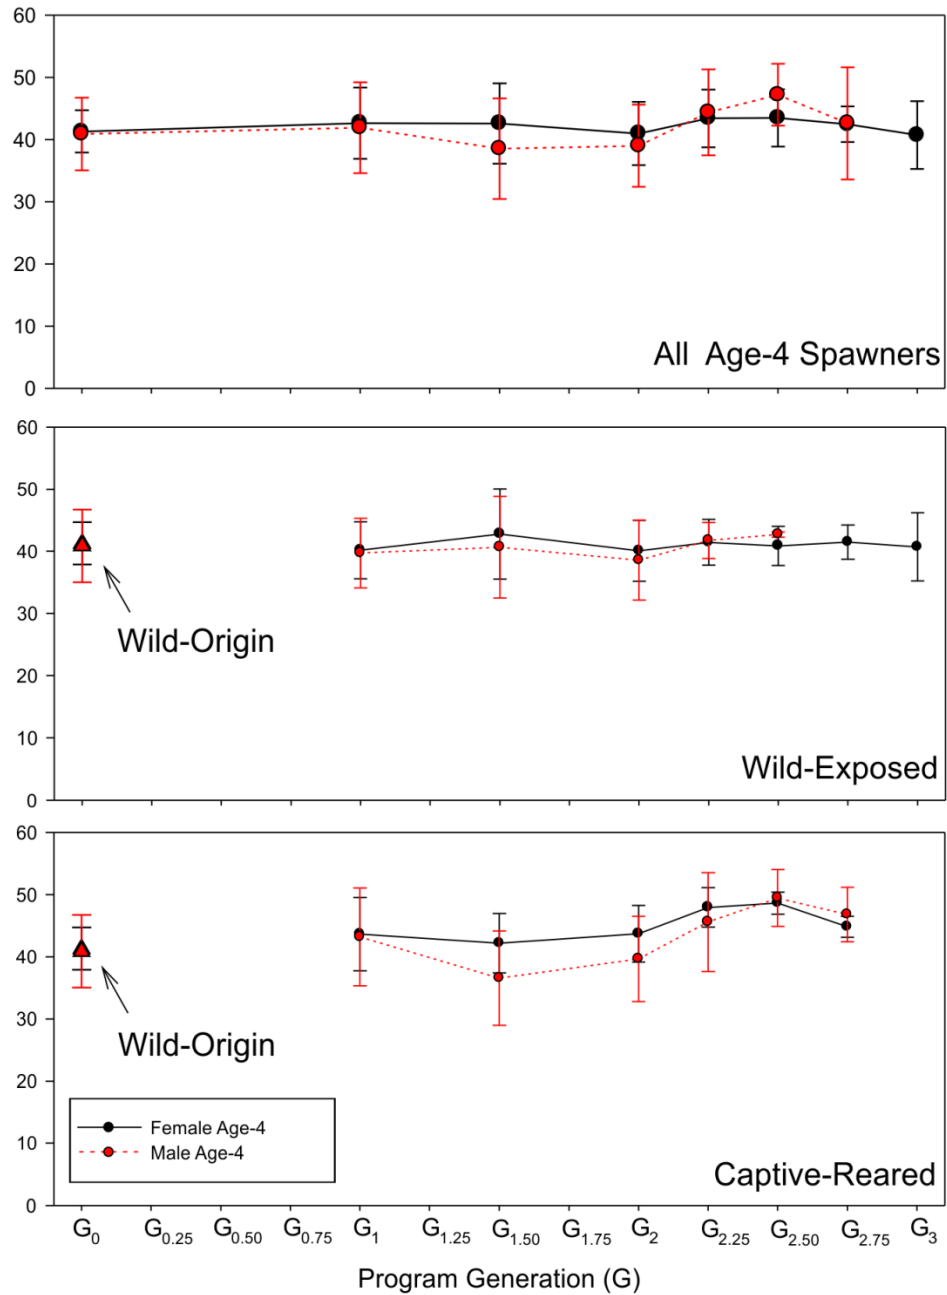 60
50
40
30
20
10
0
All Age-4 Spawners
60
50
40
30
20
10
0
Wild-Origin
Wild-Exposed
60
50
40
30
20
10
0
Wild-Origin
Female Age-4
Male Age-4
Captive-Reared
G0 G0.25 G0.50 G0.75 G1 G1.25 G1.50 G1.75 G2 G2.25 G2.50 G2.75 G3
Program Generation (G)